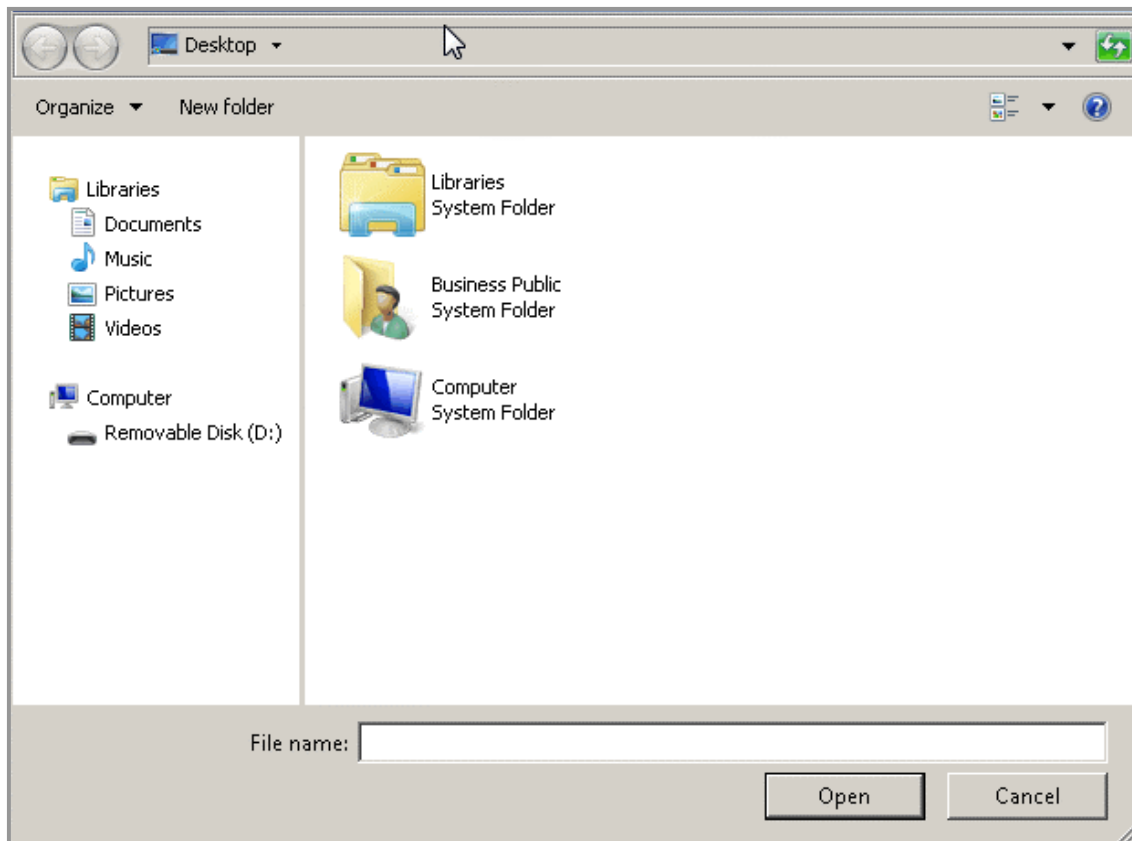 Desktop
Organize New folder
Libraries
Documents
Music
Pictures
Videos
Computer
Removable Disk (D:)
Libraries
System Folder
Business Public
System Folder
Computer
System Folder
File name:
Open Cancel